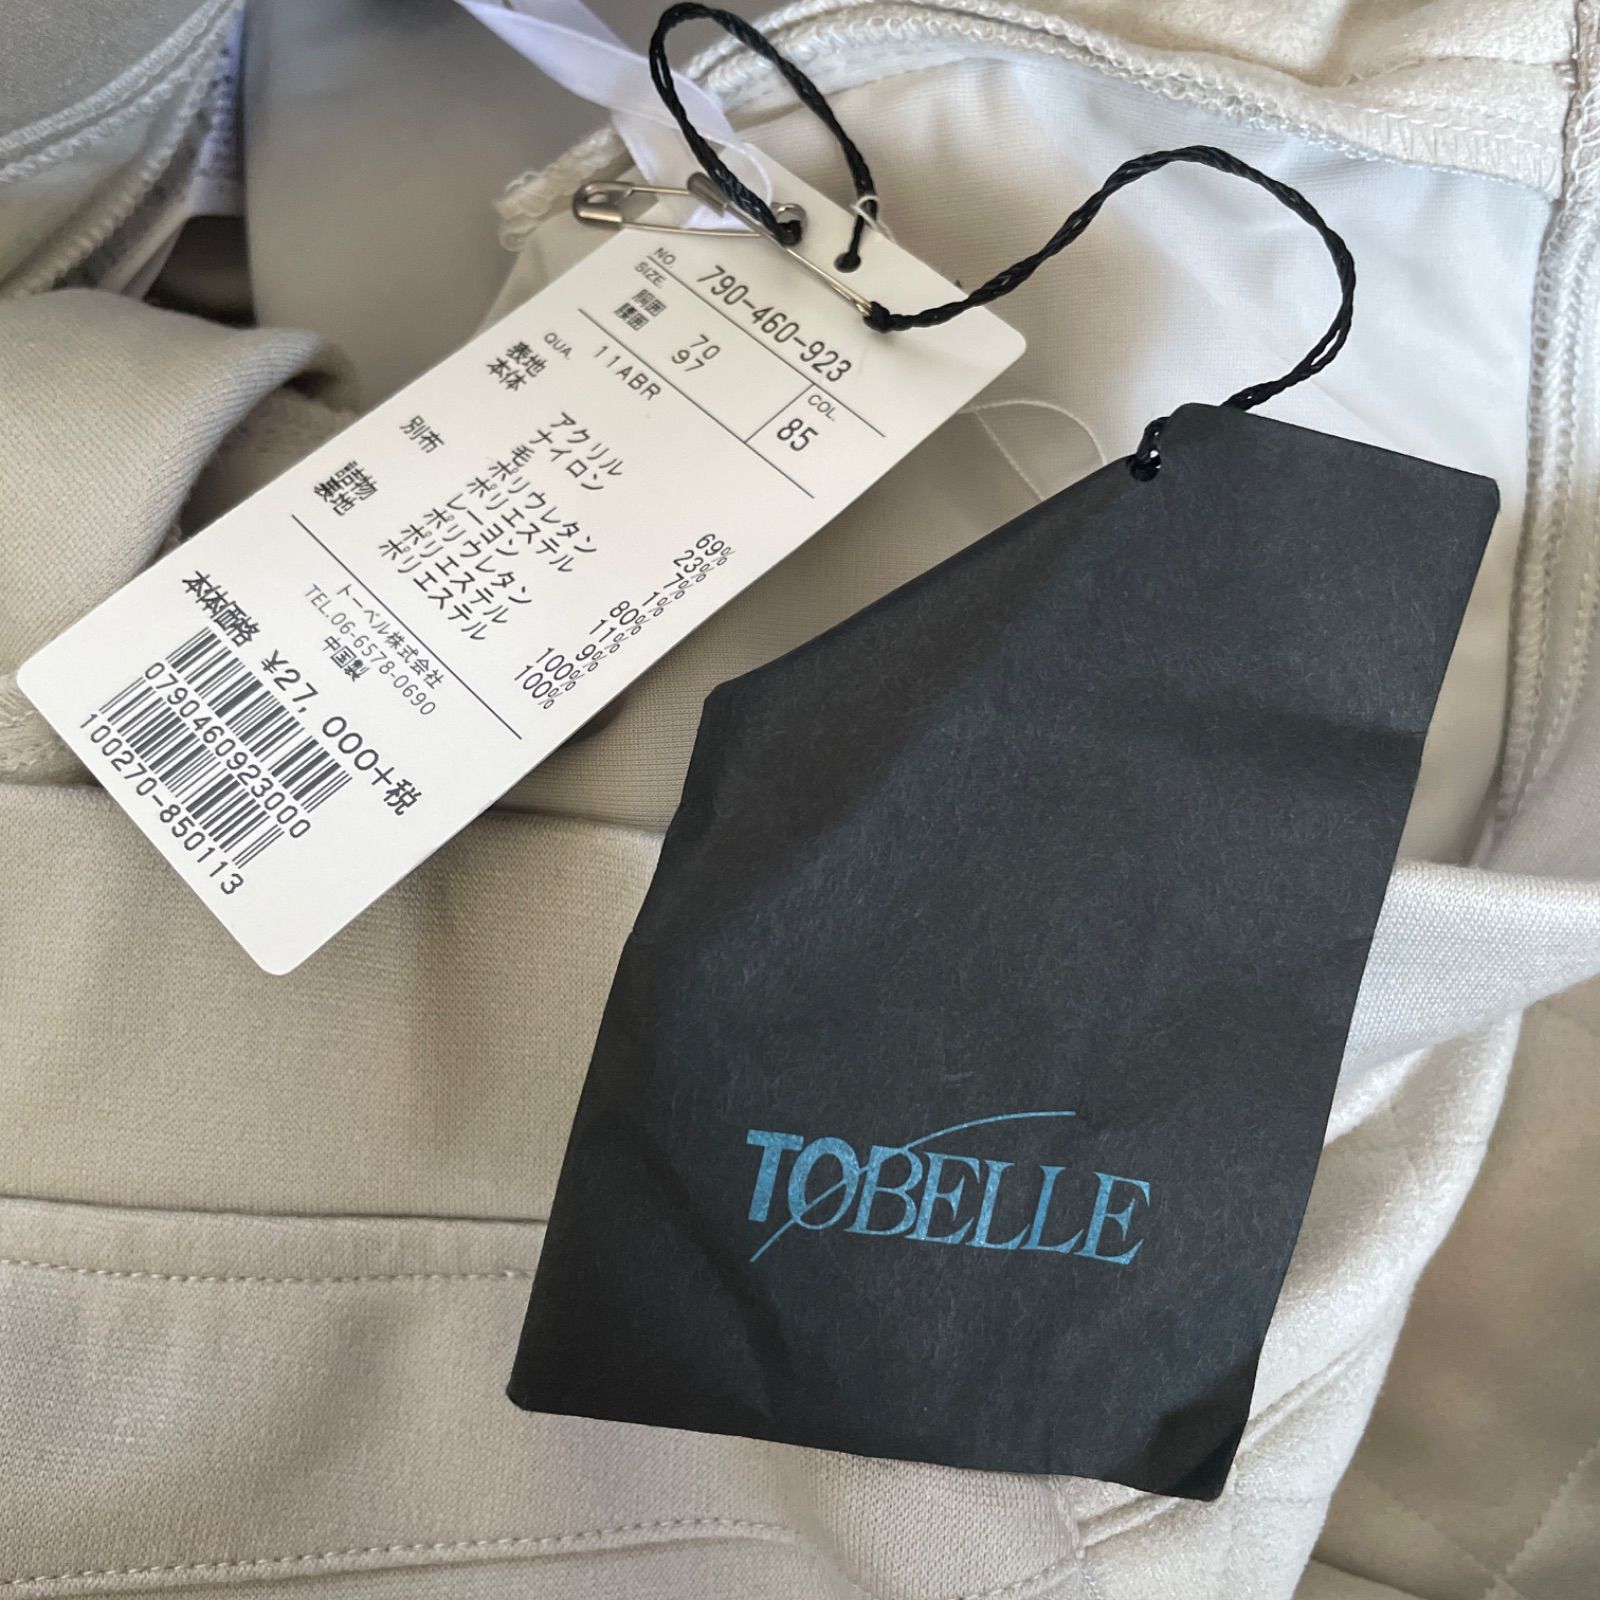 NO. 790-460-923
SIZE
胴囲 70
腰囲 97
11ABR
COL.
85
QUA.
表地
本体 アクリル 69%
ナイロン 23%
毛 7%
ポリウレタン 1%
別布 ポリエステル 80%
レーヨン 11%
ポリウレタン 9%
詰物 ポリエステル 100%
裏地 ポリエステル 100%
トーベル株式会社
TEL.06-6578-0690
中国製
本体価格 ¥27,000+税
0790460923000
100270-850113
TOBELLE